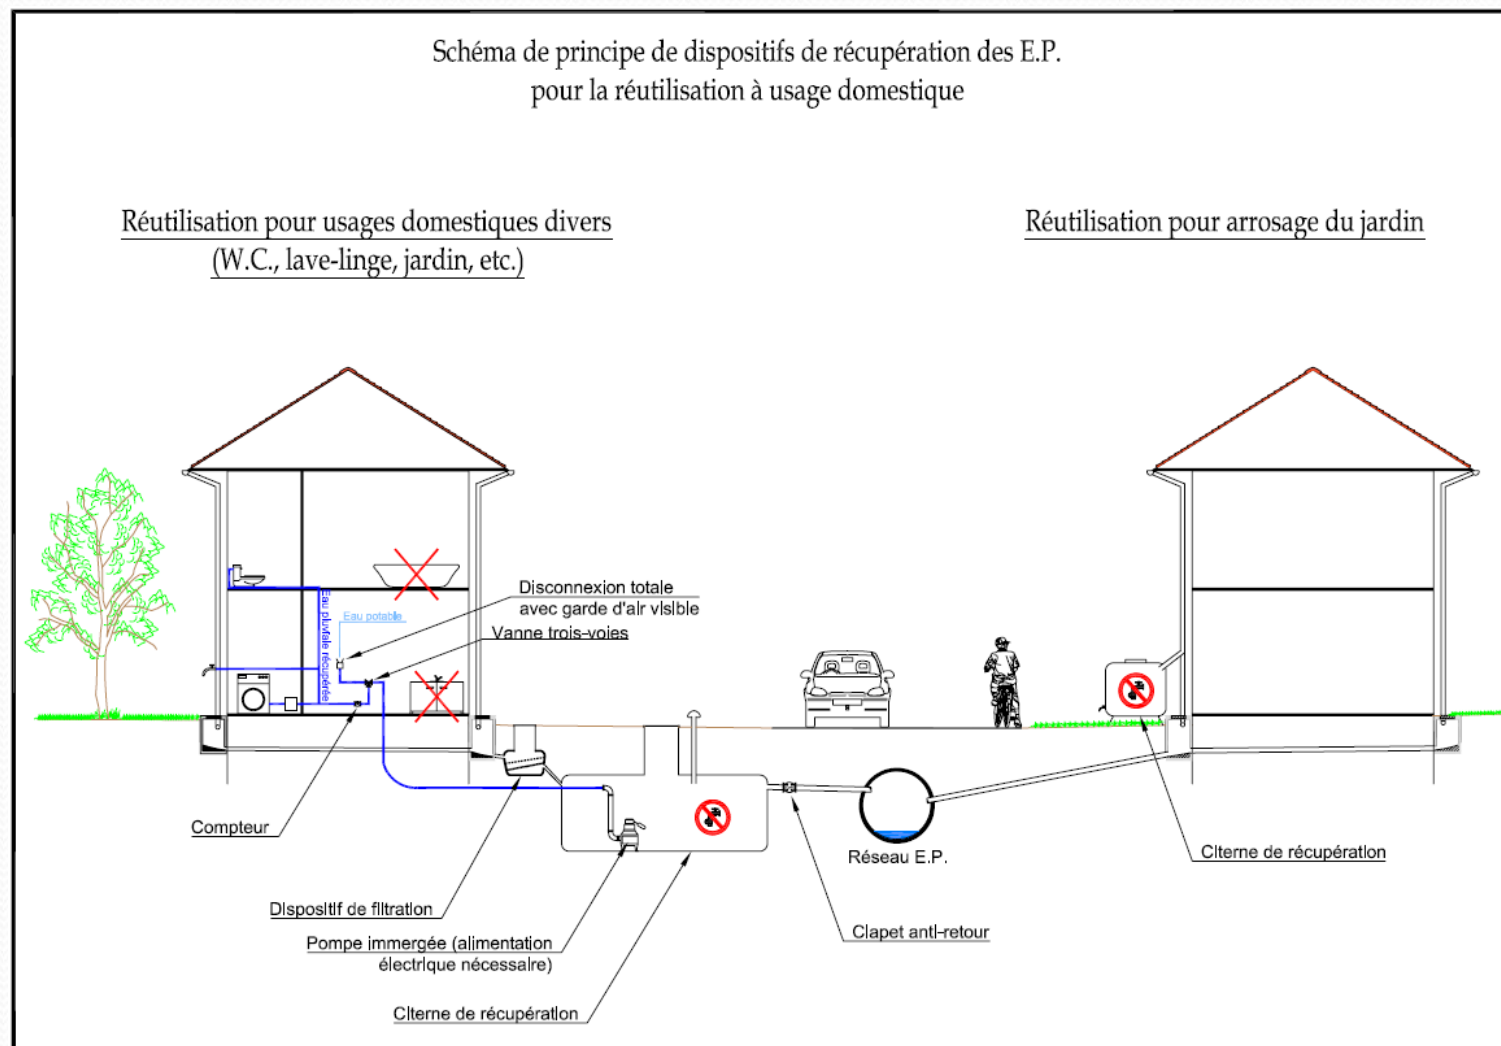 Schéma de principe de dispositifs de récupération des E.P.
pour la réutilisation à usage domestique
Réutilisation pour usages domestiques divers
(W.C., lave-linge, jardin, etc.)
Réutilisation pour arrosage du jardin
Disconnexion totale
avec garde d'air visible
Eau potable
Vanne trois-voies
Eau pluviale récupérée
Compteur
Réseau E.P.
Citerne de récupération
Dispositif de filtration
Clapet anti-retour
Pompe immergée (alimentation
électrique nécessaire)
Citerne de récupération